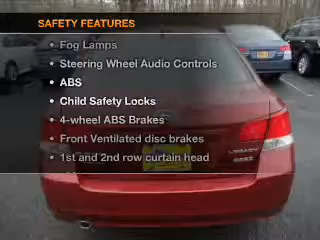 SAFETY FEATURES
• Fog Lamps
• Steering Wheel Audio Controls
• ABS
• Child Safety Locks
• 4-wheel ABS Brakes
• Front Ventilated disc brakes
• 1st and 2nd row curtain head
LEGACY